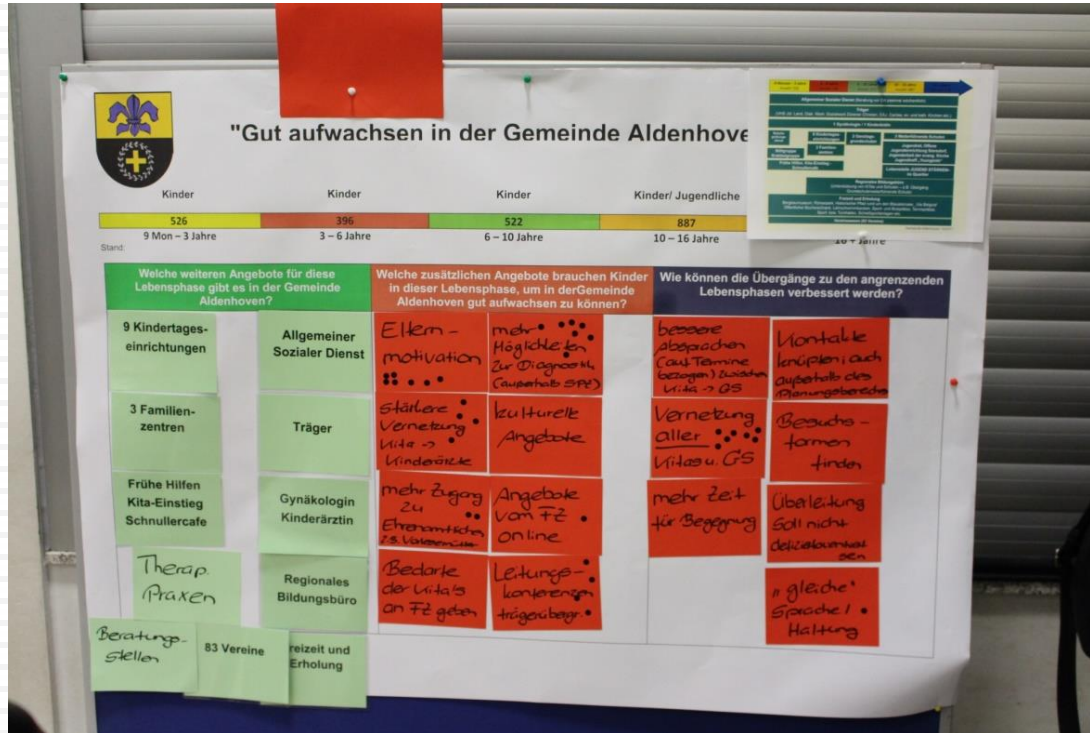 "Gut aufwachsen in der Gemeinde Aldenhove
Kinder
Kinder
Kinder
Kinder/ Jugendliche
526
396
522
887
9 Mon – 3 Jahre
3 – 6 Jahre
6 – 10 Jahre
10 – 16 Jahre
16 + Jahre
Stand:
Allgemeiner Sozialer Dienst
Träger
Welche weiteren Angebote für diese
Lebensphase gibt es in der Gemeinde
Aldenhoven?
Welche zusätzlichen Angebote brauchen Kinder
in dieser Lebensphase, um in derGemeinde
Aldenhoven gut aufwachsen zu können?
Wie können die Übergänge zu den angrenzenden
Lebensphasen verbessert werden?
9 Kindertages-
einrichtungen
Allgemeiner
Sozialer Dienst
3 Familien-
zentren
Träger
Frühe Hilfen
Kita-Einstieg
Schnullercafe
Gynäkologin
Kinderärztin
Therap.
Praxen
Regionales
Bildungsbüro
Beratungs-
stellen
83 Vereine
reizeit und
Erholung
Eltern-
motivation
mehr
Möglichkeiten
zur Diagnostik
(außerhalb SPZ)
Stärkere
Vernetzung
Kita ->
Kinderärzte
kulturelle
Angebote
mehr Zugang
zu
Ehrenamtlichen
z.B. Vorlesepaten
Angebote
vom FZ
online
Bedarfe
der Kita's
an FZ geben
Leitungs-
konferenzen
trägerübergr.
bessere
Absprachen
(auf Termine
bezogen) zwischen
Kita -> GS
Kontakte
knüpfen, auch
außerhalb des
Planungsbereichs
Vernetzung
aller
Kitas u. GS
Besuchs-
formen
finden
mehr Zeit
für Begegnung
Überleitung
soll nicht
"gleiche"
Sprache/
Haltung